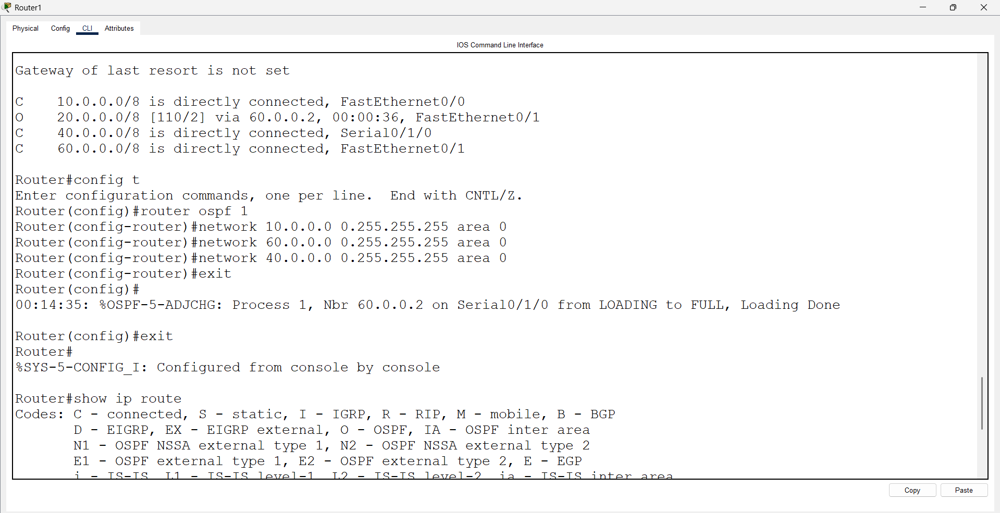 Router1
Physical Config CLI Attributes
IOS Command Line Interface
Gateway of last resort is not set
C    10.0.0.0/8 is directly connected, FastEthernet0/0
O    20.0.0.0/8 [110/2] via 60.0.0.2, 00:00:36, FastEthernet0/1
C    40.0.0.0/8 is directly connected, Serial0/1/0
C    60.0.0.0/8 is directly connected, FastEthernet0/1
Router#config t
Enter configuration commands, one per line.  End with CNTL/Z.
Router(config)#router ospf 1
Router(config-router)#network 10.0.0.0 0.255.255.255 area 0
Router(config-router)#network 60.0.0.0 0.255.255.255 area 0
Router(config-router)#network 40.0.0.0 0.255.255.255 area 0
Router(config-router)#exit
Router(config)#
00:14:35: %OSPF-5-ADJCHG: Process 1, Nbr 60.0.0.2 on Serial0/1/0 from LOADING to FULL, Loading Done
Router(config)#exit
Router#
%SYS-5-CONFIG_I: Configured from console by console
Router#show ip route
Codes: C - connected, S - static, I - IGRP, R - RIP, M - mobile, B - BGP
       D - EIGRP, EX - EIGRP external, O - OSPF, IA - OSPF inter area
       N1 - OSPF NSSA external type 1, N2 - OSPF NSSA external type 2
       E1 - OSPF external type 1, E2 - OSPF external type 2, E - EGP
       i - IS-IS, L1 - IS-IS level-1, L2 - IS-IS level-2, ia - IS-IS inter area
Copy Paste